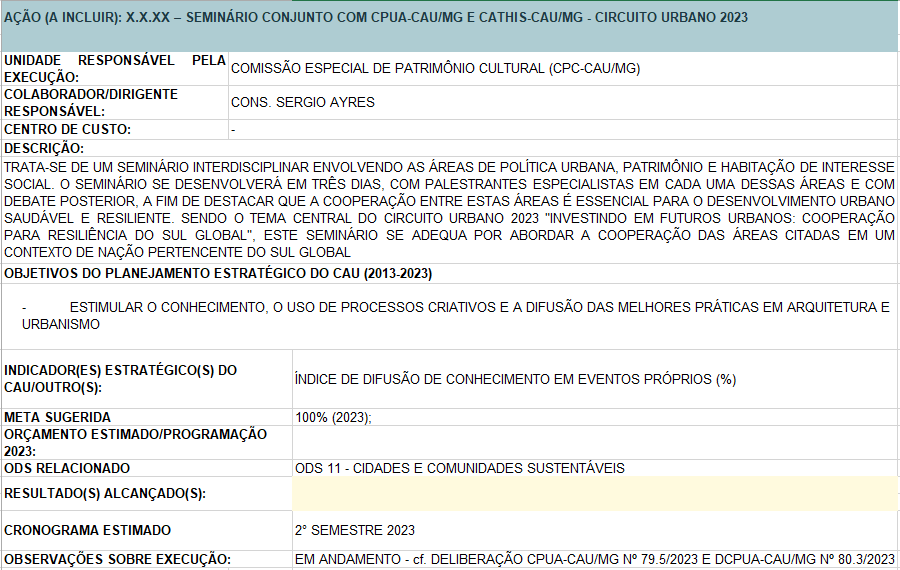 AÇÃO (A INCLUIR): X.X.XX – SEMINÁRIO CONJUNTO COM CPUA-CAU/MG E CATHIS-CAU/MG - CIRCUITO URBANO 2023
UNIDADE RESPONSÁVEL PELA
EXECUÇÃO:
COMISSÃO ESPECIAL DE PATRIMÔNIO CULTURAL (CPC-CAU/MG)
COLABORADOR/DIRIGENTE
RESPONSÁVEL:
CONS. SERGIO AYRES
CENTRO DE CUSTO:
-
DESCRIÇÃO:
TRATA-SE DE UM SEMINÁRIO INTERDISCIPLINAR ENVOLVENDO AS ÁREAS DE POLÍTICA URBANA, PATRIMÔNIO E HABITAÇÃO DE INTERESSE
SOCIAL. O SEMINÁRIO SE DESENVOLVERÁ EM TRÊS DIAS, COM PALESTRANTES ESPECIALISTAS EM CADA UMA DESSAS ÁREAS E COM
DEBATE POSTERIOR, A FIM DE DESTACAR QUE A COOPERAÇÃO ENTRE ESTAS ÁREAS É ESSENCIAL PARA O DESENVOLVIMENTO URBANO
SAUDÁVEL E RESILIENTE. SENDO O TEMA CENTRAL DO CIRCUITO URBANO 2023 "INVESTINDO EM FUTUROS URBANOS: COOPERAÇÃO
PARA RESILIÊNCIA DO SUL GLOBAL", ESTE SEMINÁRIO SE ADEQUA POR ABORDAR A COOPERAÇÃO DAS ÁREAS CITADAS EM UM
CONTEXTO DE NAÇÃO PERTENCENTE DO SUL GLOBAL
OBJETIVOS DO PLANEJAMENTO ESTRATÉGICO DO CAU (2013-2023)
- ESTIMULAR O CONHECIMENTO, O USO DE PROCESSOS CRIATIVOS E A DIFUSÃO DAS MELHORES PRÁTICAS EM ARQUITETURA E
URBANISMO
INDICADOR(ES) ESTRATÉGICO(S) DO
CAU/OUTRO(S):
ÍNDICE DE DIFUSÃO DE CONHECIMENTO EM EVENTOS PRÓPRIOS (%)
META SUGERIDA
100% (2023);
ORÇAMENTO ESTIMADO/PROGRAMAÇÃO
2023:
ODS RELACIONADO
ODS 11 - CIDADES E COMUNIDADES SUSTENTÁVEIS
RESULTADO(S) ALCANÇADO(S):
CRONOGRAMA ESTIMADO
2° SEMESTRE 2023
OBSERVAÇÕES SOBRE EXECUÇÃO:
EM ANDAMENTO - cf. DELIBERAÇÃO CPUA-CAU/MG Nº 79.5/2023 E DCPUA-CAU/MG Nº 80.3/2023